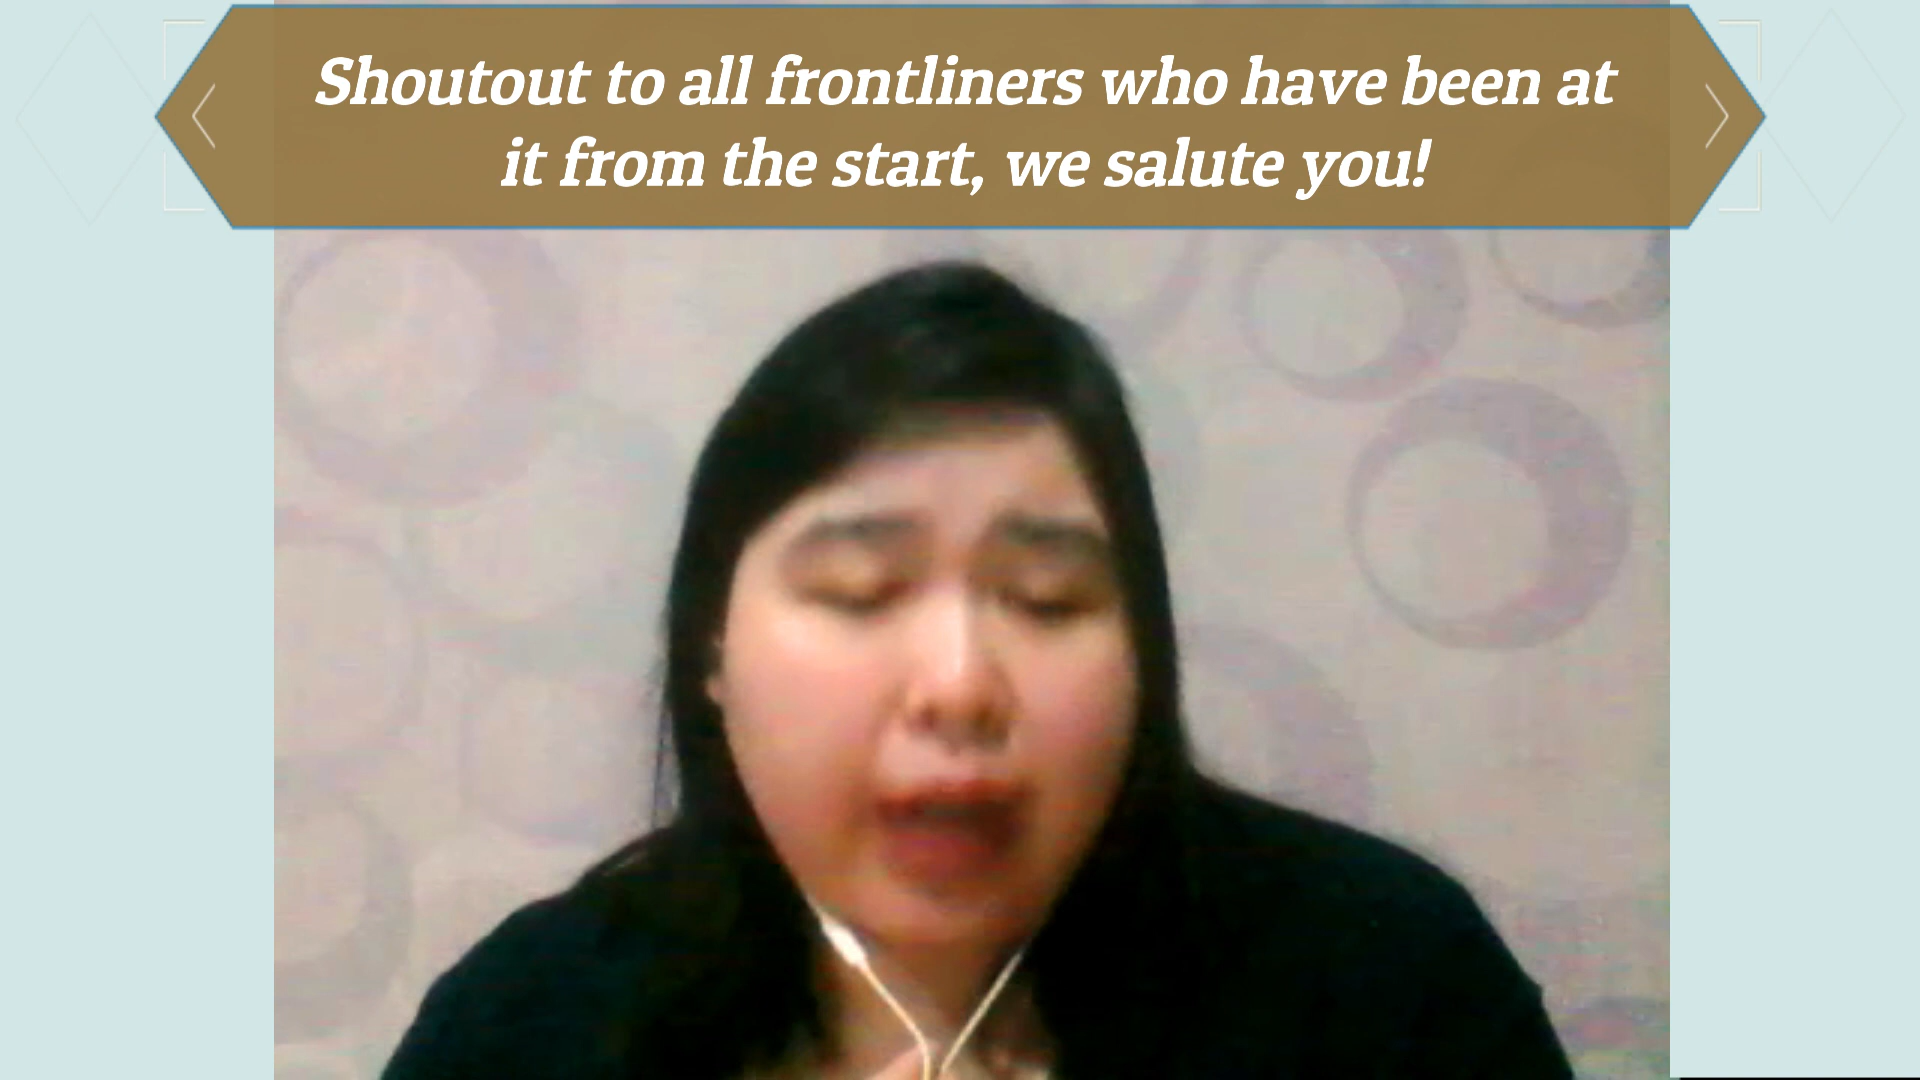 Shoutout to all frontliners who have been at
it from the start, we salute you!